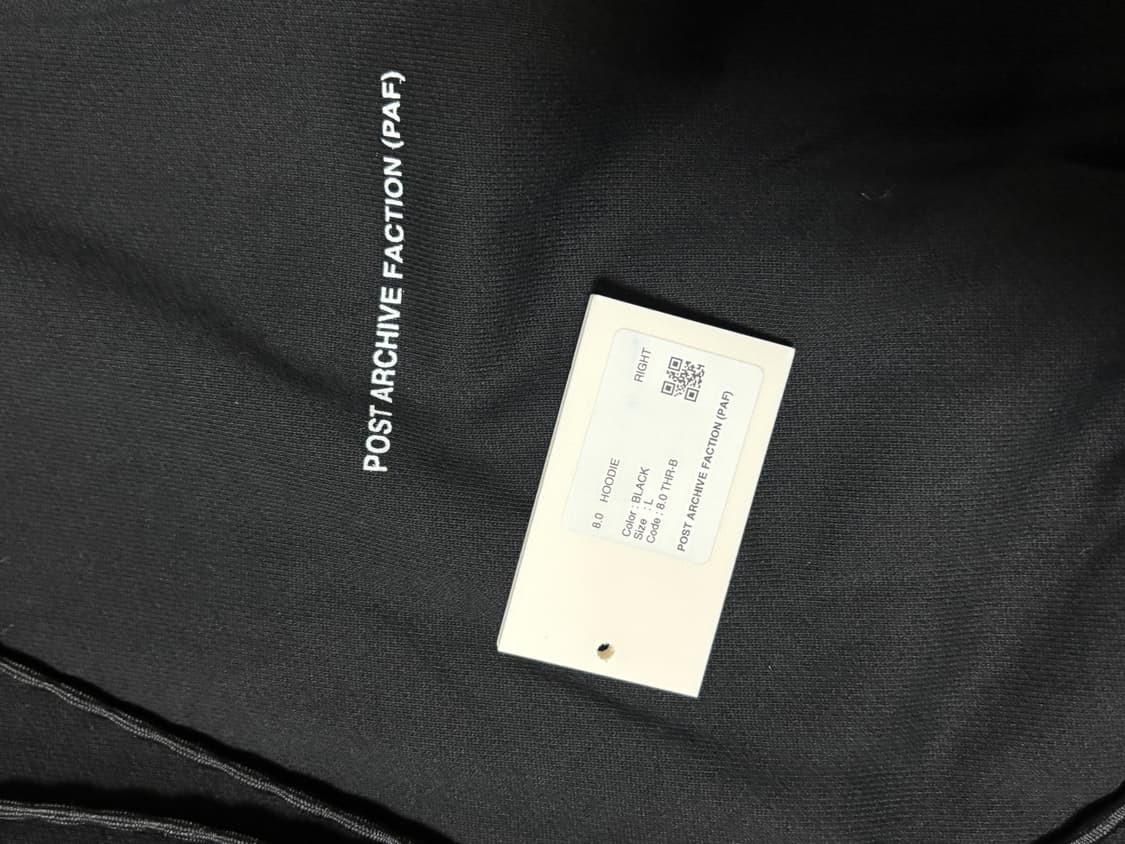 POST ARCHIVE FACTION (PAF)
8.0 HOODIE RIGHT
Color : BLACK
Size : L
Code : 8.0 THR-B
POST ARCHIVE FACTION (PAF)